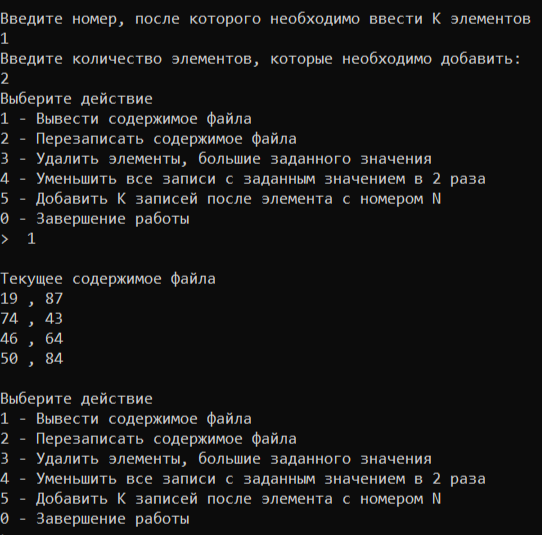 Введите номер, после которого необходимо ввести K элементов
1
Введите количество элементов, которые необходимо добавить:
2
Выберите действие
1 - Вывести содержимое файла
2 - Перезаписать содержимое файла
3 - Удалить элементы, большие заданного значения
4 - Уменьшить все записи с заданным значением в 2 раза
5 - Добавить K записей после элемента с номером N
0 - Завершение работы
>  1

Текущее содержимое файла
19 , 87
74 , 43
46 , 64
50 , 84

Выберите действие
1 - Вывести содержимое файла
2 - Перезаписать содержимое файла
3 - Удалить элементы, большие заданного значения
4 - Уменьшить все записи с заданным значением в 2 раза
5 - Добавить K записей после элемента с номером N
0 - Завершение работы